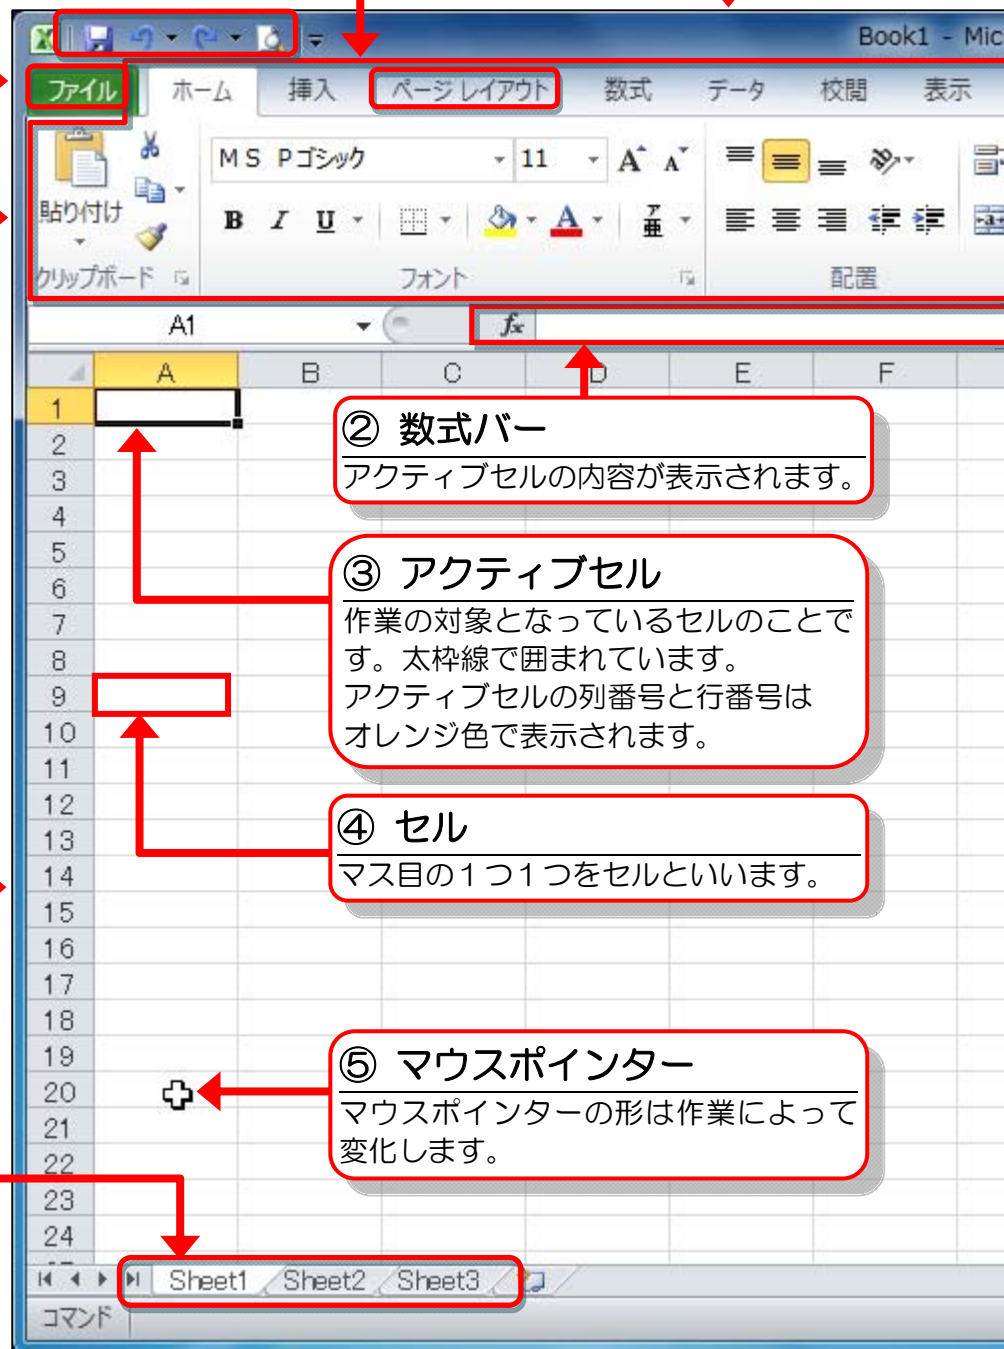 Book1 - Mic
ファイル ホーム 挿入 ページ レイアウト 数式 データ 校閲 表示
MS Pゴシック 11 A A
貼り付け B I U A ア亜
クリップボード フォント 配置
A1 fx
A B C D E F
1
② 数式バー
2
アクティブセルの内容が表示されます。
3
4
5
③ アクティブセル
6
作業の対象となっているセルのことで
7
す。太枠線で囲まれています。
8
アクティブセルの列番号と行番号は
9
オレンジ色で表示されます。
10
11
12
④ セル
13
マス目の１つ１つをセルといいます。
14
15
16
17
18
19
⑤ マウスポインター
20
マウスポインターの形は作業によって
21
変化します。
22
23
24
Sheet1 Sheet2 Sheet3
コマンド